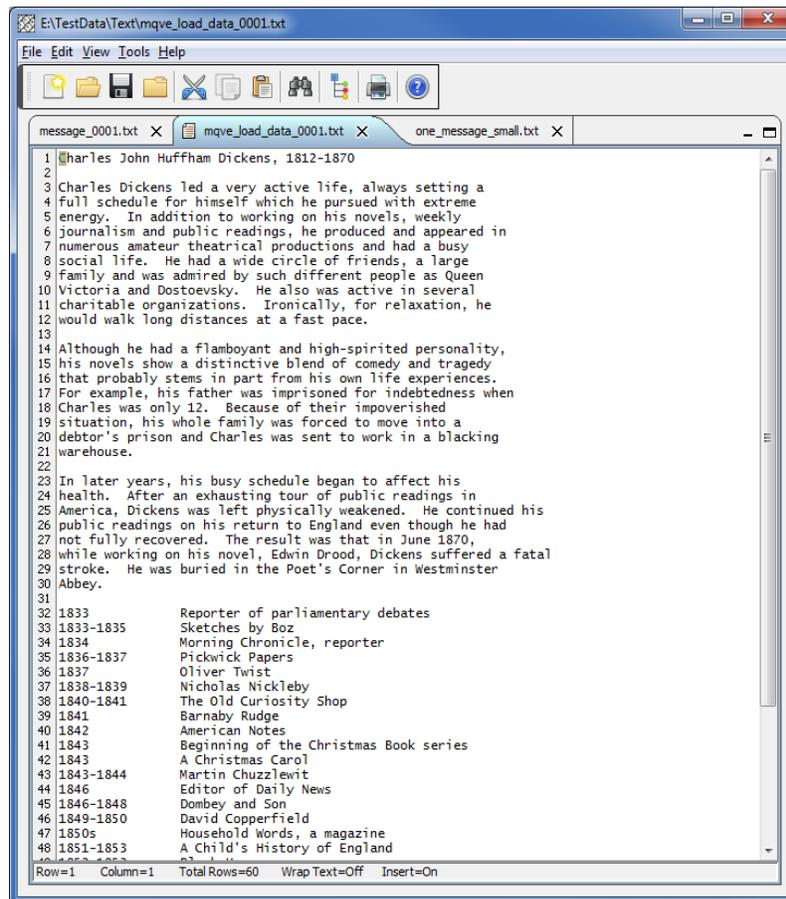 E:\TestData\Text\mqve_load_data_0001.txt
File Edit View Tools Help
message_0001.txt X mqve_load_data_0001.txt X one_message_small.txt X
1 Charles John Huffham Dickens, 1812-1870
2
3 Charles Dickens led a very active life, always setting a
4 full schedule for himself which he pursued with extreme
5 energy.  In addition to working on his novels, weekly
6 journalism and public readings, he produced and appeared in
7 numerous amateur theatrical productions and had a busy
8 social life.  He had a wide circle of friends, a large
9 family and was admired by such different people as Queen
10 Victoria and Dostoevsky.  He also was active in several
11 charitable organizations.  Ironically, for relaxation, he
12 would walk long distances at a fast pace.
13
14 Although he had a flamboyant and high-spirited personality,
15 his novels show a distinctive blend of comedy and tragedy
16 that probably stems in part from his own life experiences.
17 For example, his father was imprisoned for indebtedness when
18 Charles was only 12.  Because of their impoverished
19 situation, his whole family was forced to move into a
20 debtor's prison and Charles was sent to work in a blacking
21 warehouse.
22
23 In later years, his busy schedule began to affect his
24 health.  After an exhausting tour of public readings in
25 America, Dickens was left physically weakened.  He continued his
26 public readings on his return to England even though he had
27 not fully recovered.  The result was that in June 1870,
28 while working on his novel, Edwin Drood, Dickens suffered a fatal
29 stroke.  He was buried in the Poet's Corner in Westminster
30 Abbey.
31
32 1833 Reporter of parliamentary debates
33 1833-1835 Sketches by Boz
34 1834 Morning Chronicle, reporter
35 1836-1837 Pickwick Papers
36 1837 Oliver Twist
37 1838-1839 Nicholas Nickleby
38 1840-1841 The Old Curiosity Shop
39 1841 Barnaby Rudge
40 1842 American Notes
41 1843 Beginning of the Christmas Book series
42 1843 A Christmas Carol
43 1843-1844 Martin Chuzzlewit
44 1846 Editor of Daily News
45 1846-1848 Dombey and Son
46 1849-1850 David Copperfield
47 1850s Household Words, a magazine
48 1851-1853 A Child's History of England
Row=1 Column=1 Total Rows=60 Wrap Text=Off Insert=On